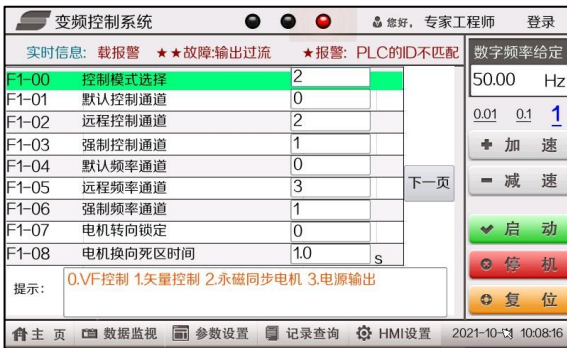 变频控制系统 您好，专家工程师 登录
实时信息: 载报警 ★★故障:输出过流 ★报警: PLC的ID不匹配
数字频率给定
50.00 Hz
0.01 0.1 1
F1-00 控制模式选择 2
F1-01 默认控制通道 0
F1-02 远程控制通道 2
F1-03 强制控制通道 1
F1-04 默认频率通道 0
F1-05 远程频率通道 3
F1-06 强制频率通道 1
F1-07 电机转向锁定 0
F1-08 电机换向死区时间 1.0 s
下一页
加 速
减 速
启 动
停 机
复 位
提示: 0.VF控制 1.矢量控制 2.永磁同步电机 3.电源输出
主 页 数据监视 参数设置 记录查询 HMI设置 10:08:16